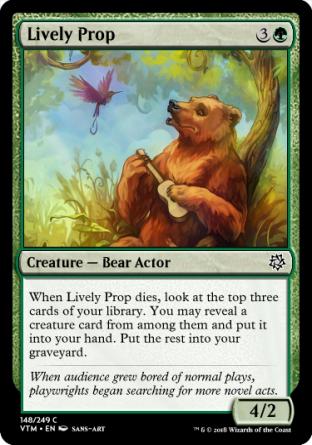 Lively Prop 3
Creature — Bear Actor
When Lively Prop dies, look at the top three
cards of your library. You may reveal a
creature card from among them and put it
into your hand. Put the rest into your
graveyard.
When audience grew bored of normal plays,
playwrights began searching for more novel acts.
4/2
148/249 C
VTM • EN SANS-ART ™ & © 2018 Wizards of the Coast